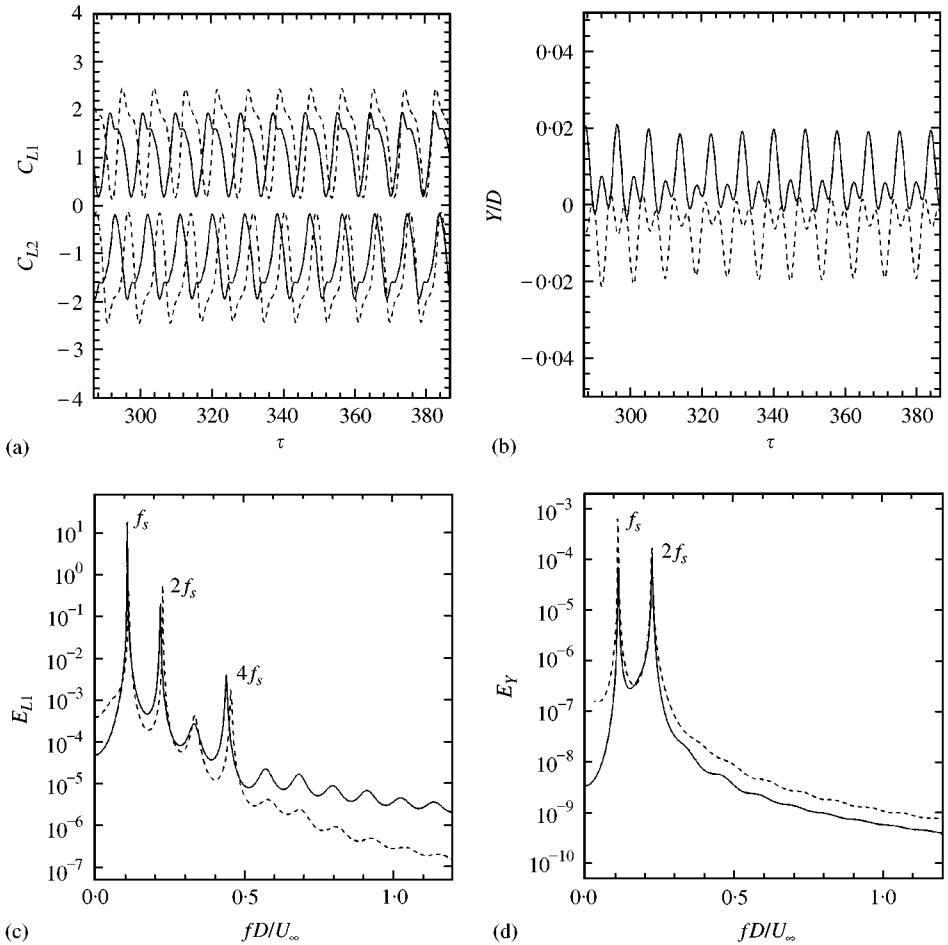 4
3
2
1
0
−1
−2
−3
−4
C_{L1}
C_{L2}
300 320 340 360 380
τ
(a)
0·04
0·02
0
−0·02
−0·04
Y/D
300 320 340 360 380
τ
(b)
10^1
10^0
10^{-1}
10^{-2}
10^{-3}
10^{-4}
10^{-5}
10^{-6}
10^{-7}
E_{L1}
f_s
2f_s
4f_s
0·0 0·5 1·0
fD/U_∞
(c)
10^{-3}
10^{-4}
10^{-5}
10^{-6}
10^{-7}
10^{-8}
10^{-9}
10^{-10}
E_Y
f_s
2f_s
0·0 0·5 1·0
fD/U_∞
(d)